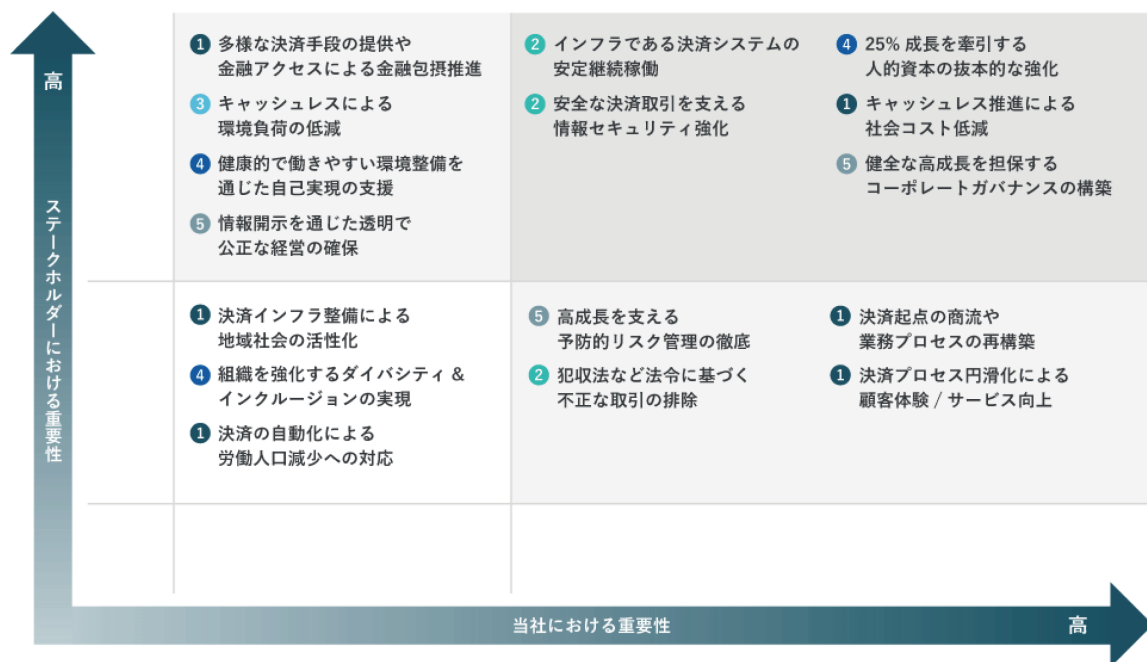 高
ステークホルダーにおける重要性
1 多様な決済手段の提供や
金融アクセスによる金融包摂推進
3 キャッシュレスによる
環境負荷の低減
4 健康的で働きやすい環境整備を
通じた自己実現の支援
5 情報開示を通じた透明で
公正な経営の確保
2 インフラである決済システムの
安定継続稼働
2 安全な決済取引を支える
情報セキュリティ強化
4 25% 成長を牽引する
人的資本の抜本的な強化
1 キャッシュレス推進による
社会コスト低減
5 健全な高成長を担保する
コーポレートガバナンスの構築
1 決済インフラ整備による
地域社会の活性化
4 組織を強化するダイバシティ &
インクルージョンの実現
1 決済の自動化による
労働人口減少への対応
5 高成長を支える
予防的リスク管理の徹底
2 犯収法など法令に基づく
不正な取引の排除
1 決済起点の商流や
業務プロセスの再構築
1 決済プロセス円滑化による
顧客体験 / サービス向上
当社における重要性
高